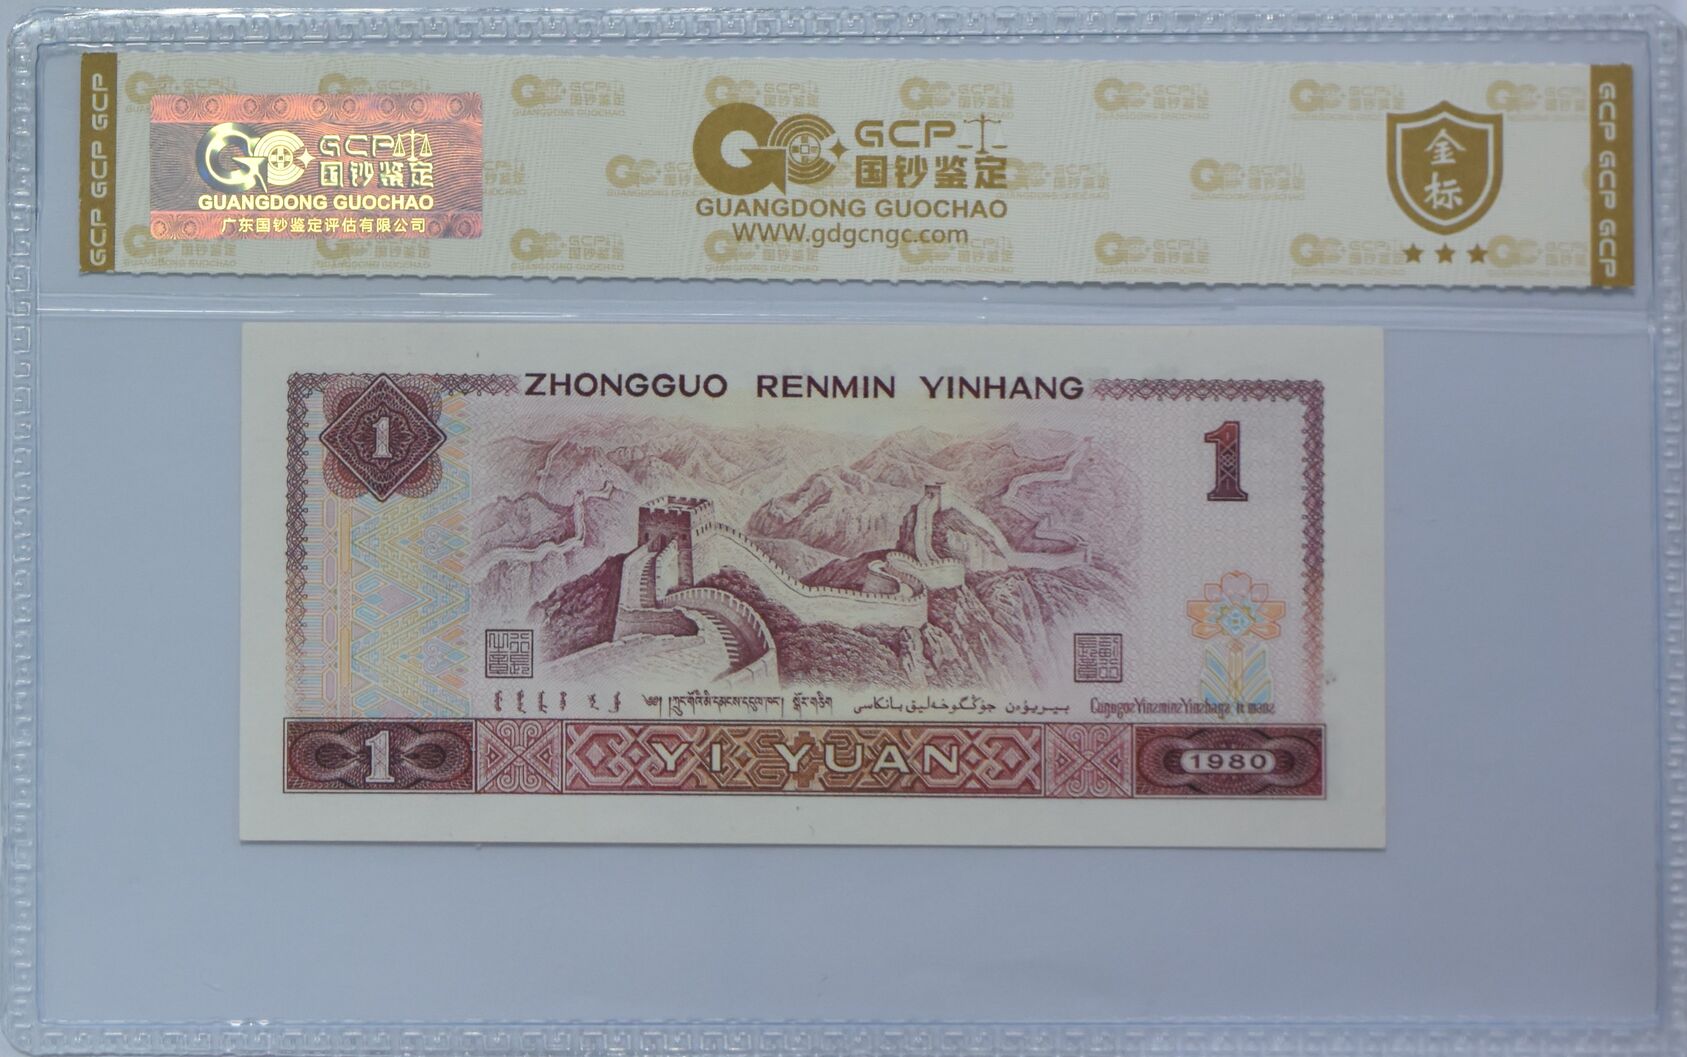 GCP GCP GCP
GCP
国钞鉴定
GUANGDONG GUOCHAO
广东国钞鉴定评估有限公司
GCP
国钞鉴定
GUANGDONG GUOCHAO
WWW.gdgcngc.com
金标
GCP GCP GCP
ZHONGGUO RENMIN YINHANG
1
1
1
YI YUAN
1980